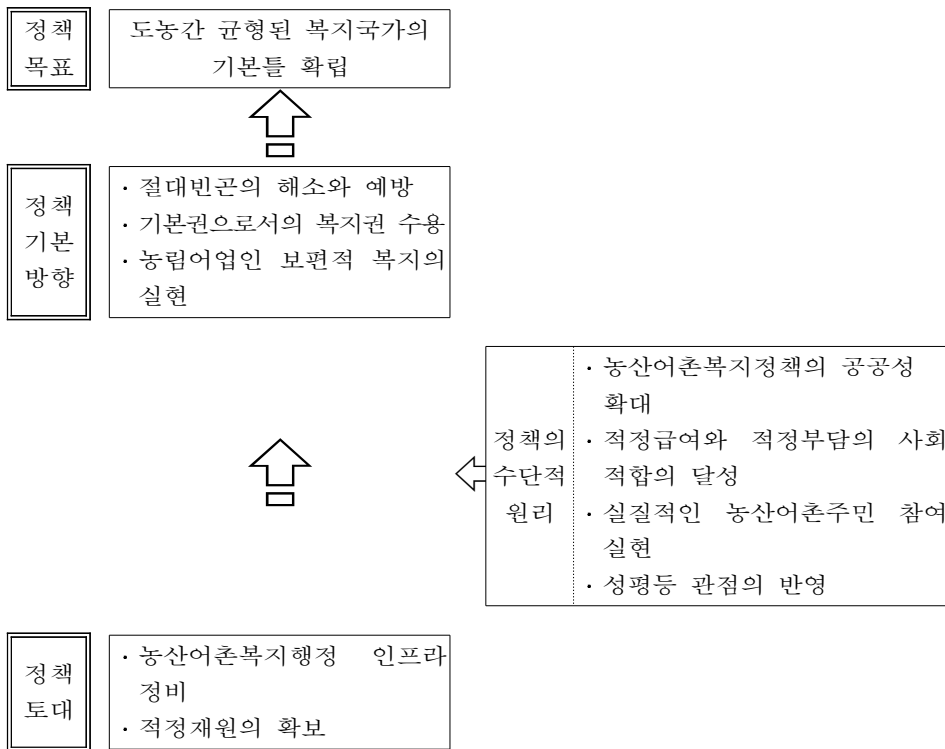 정책
목표
도농간 균형된 복지국가의
기본틀 확립
정책
기본
방향
· 절대빈곤의 해소와 예방
· 기본권으로서의 복지권 수용
· 농림어업인 보편적 복지의
실현
정책의
수단적
원리
· 농산어촌복지정책의 공공성
확대
· 적정급여와 적정부담의 사회
적합의 달성
· 실질적인 농산어촌주민 참여
실현
· 성평등 관점의 반영
정책
토대
· 농산어촌복지행정 인프라
정비
· 적정재원의 확보